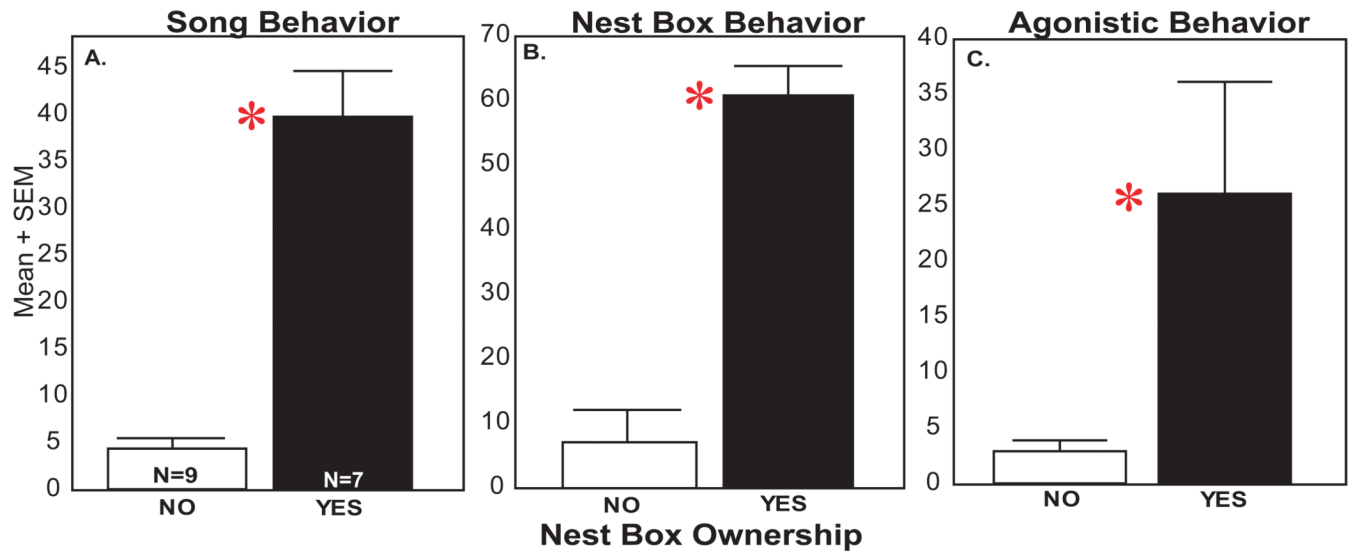 Song Behavior
Nest Box Behavior
Agonistic Behavior
Mean + SEM
A.
45
40
35
30
25
20
15
10
5
0
*
N=9
N=7
NO
YES
B.
70
60
50
40
30
20
10
0
*
NO
YES
C.
40
35
30
25
20
15
10
5
0
*
NO
YES
Nest Box Ownership